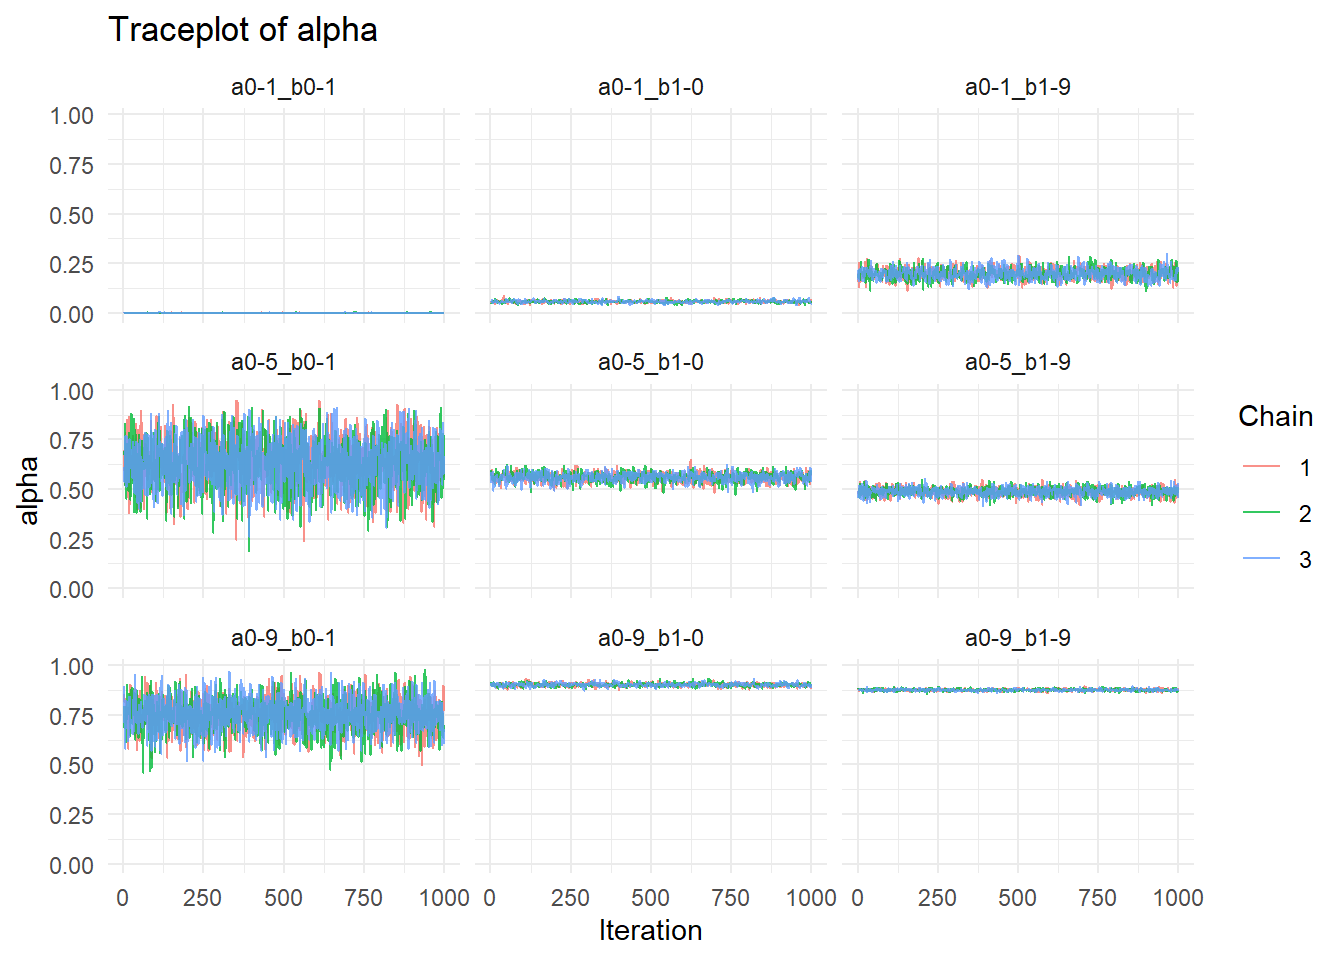 Traceplot of alpha
a0-1_b0-1 a0-1_b1-0 a0-1_b1-9
1.00
0.75
0.50
0.25
0.00
a0-5_b0-1 a0-5_b1-0 a0-5_b1-9
1.00
0.75
0.50
0.25
0.00
alpha
a0-9_b0-1 a0-9_b1-0 a0-9_b1-9
1.00
0.75
0.50
0.25
0.00
0 250 500 750 1000 0 250 500 750 1000 0 250 500 750 1000
Iteration
Chain
1
2
3